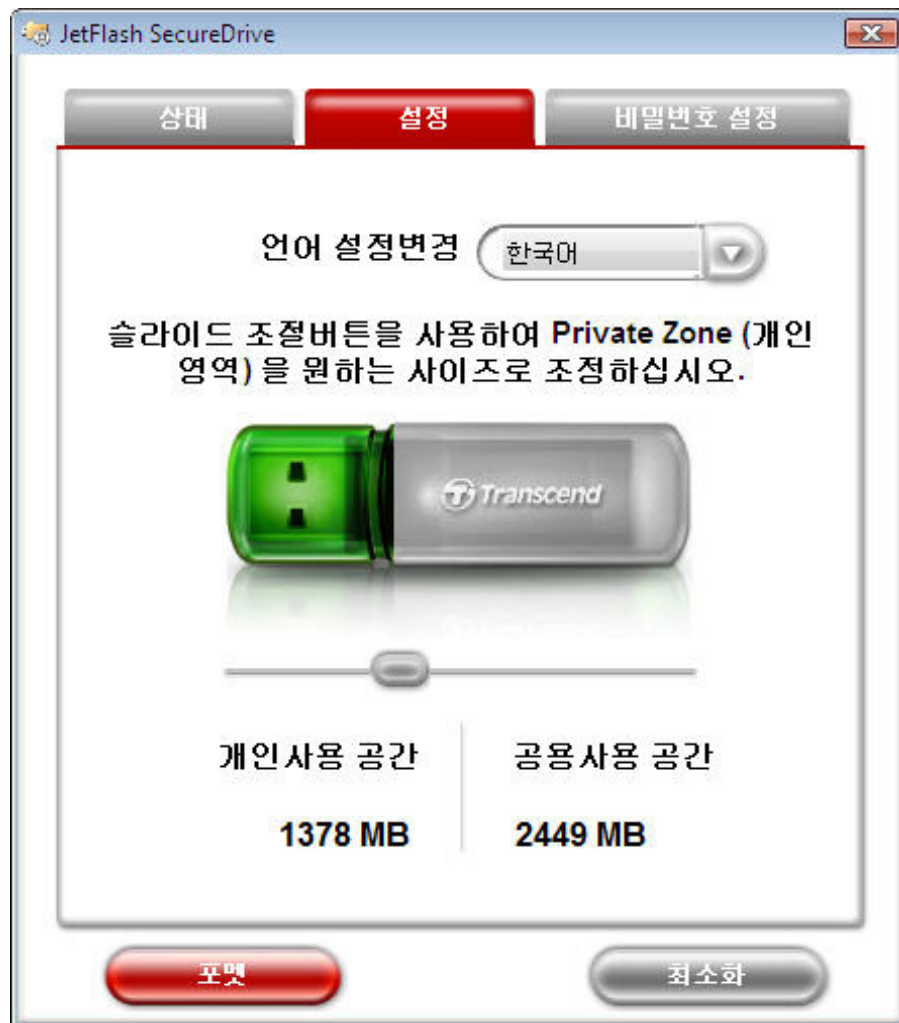 JetFlash SecureDrive
상태 설정 비밀번호 설정
언어 설정변경 한국어
슬라이드 조절버튼을 사용하여 Private Zone (개인
영역) 을 원하는 사이즈로 조정하십시오.
Transcend
개인사용 공간 공용사용 공간
1378 MB 2449 MB
포멧 최소화